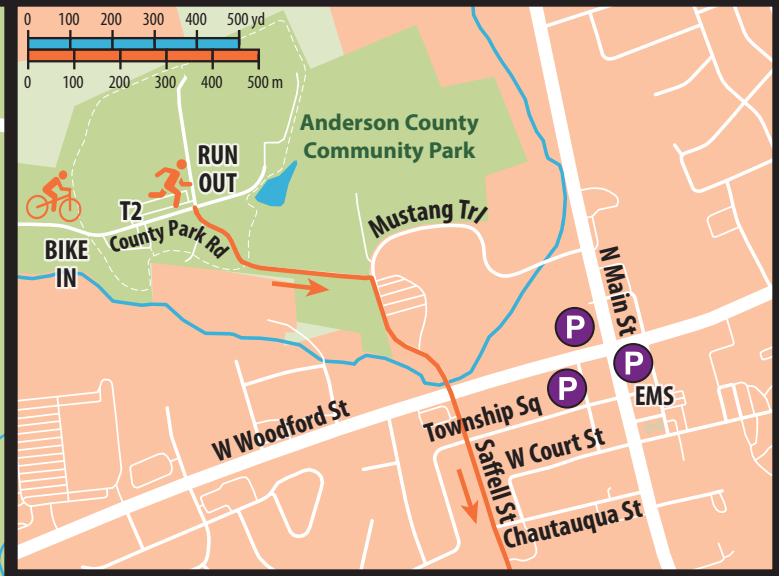 0 100 200 300 400 500 yd
0 100 200 300 400 500 m
Anderson County
Community Park
RUN
OUT
T2
County Park Rd
BIKE
IN
Mustang Trl
N Main St
P
P
P
EMS
W Woodford St
Township Sq
Saffell St
W Court St
Chautauqua St